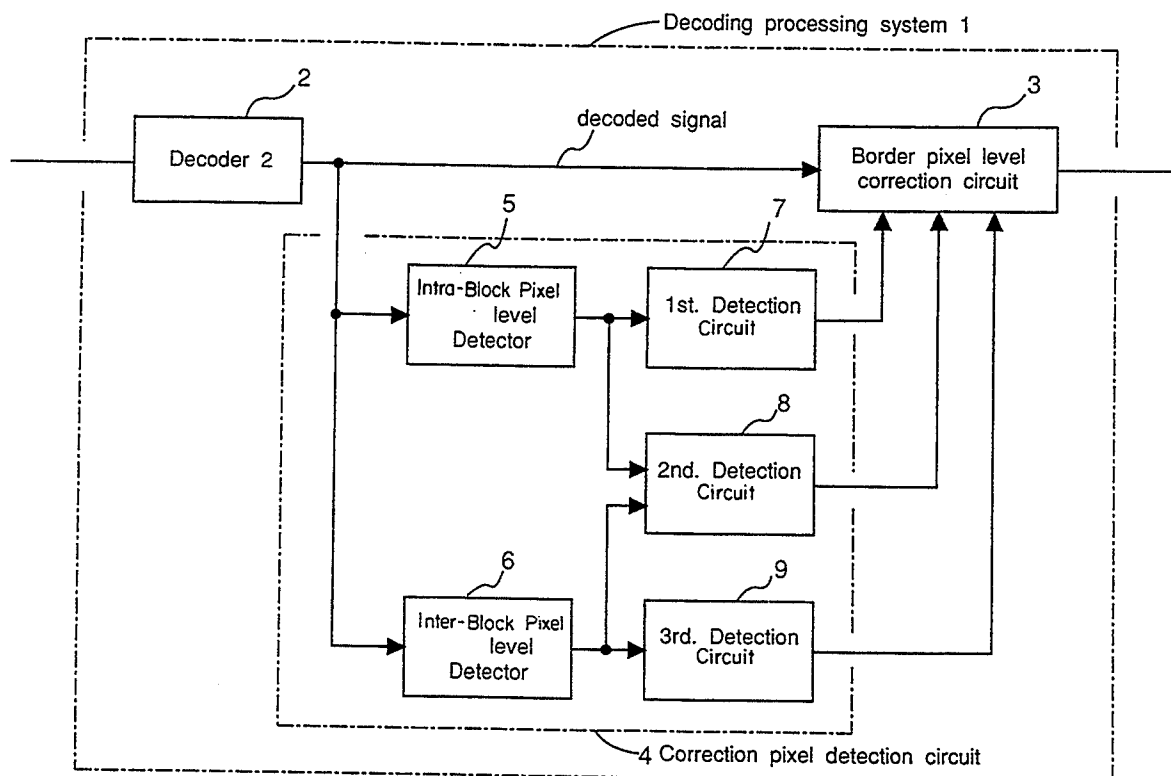 Decoding processing system 1
2
3
Decoder 2
decoded signal
Border pixel level
correction circuit
5
7
Intra-Block Pixel
level
Detector
1st. Detection
Circuit
8
2nd. Detection
Circuit
6
9
Inter-Block Pixel
level
Detector
3rd. Detection
Circuit
4 Correction pixel detection circuit